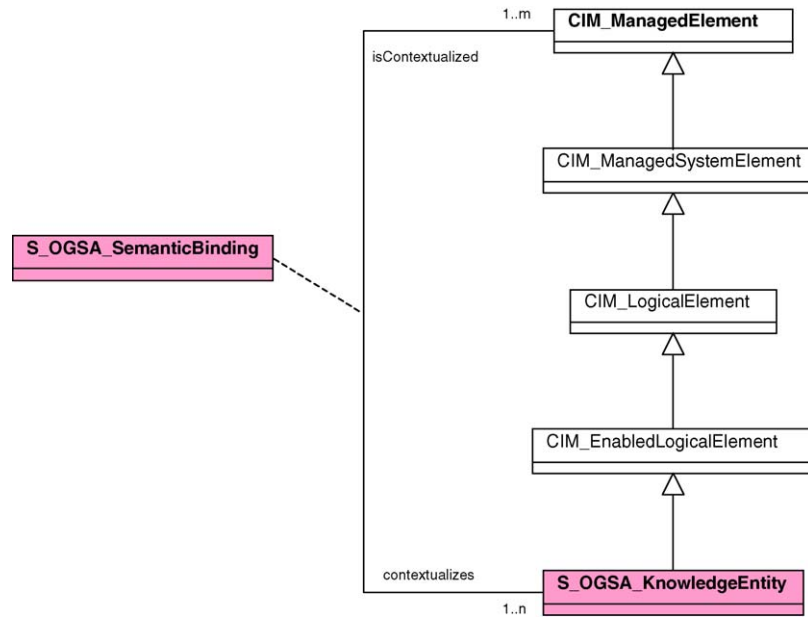 1..m
CIM_ManagedElement
isContextualized
CIM_ManagedSystemElement
S_OGSA_SemanticBinding
CIM_LogicalElement
CIM_EnabledLogicalElement
contextualizes
S_OGSA_KnowledgeEntity
1..n